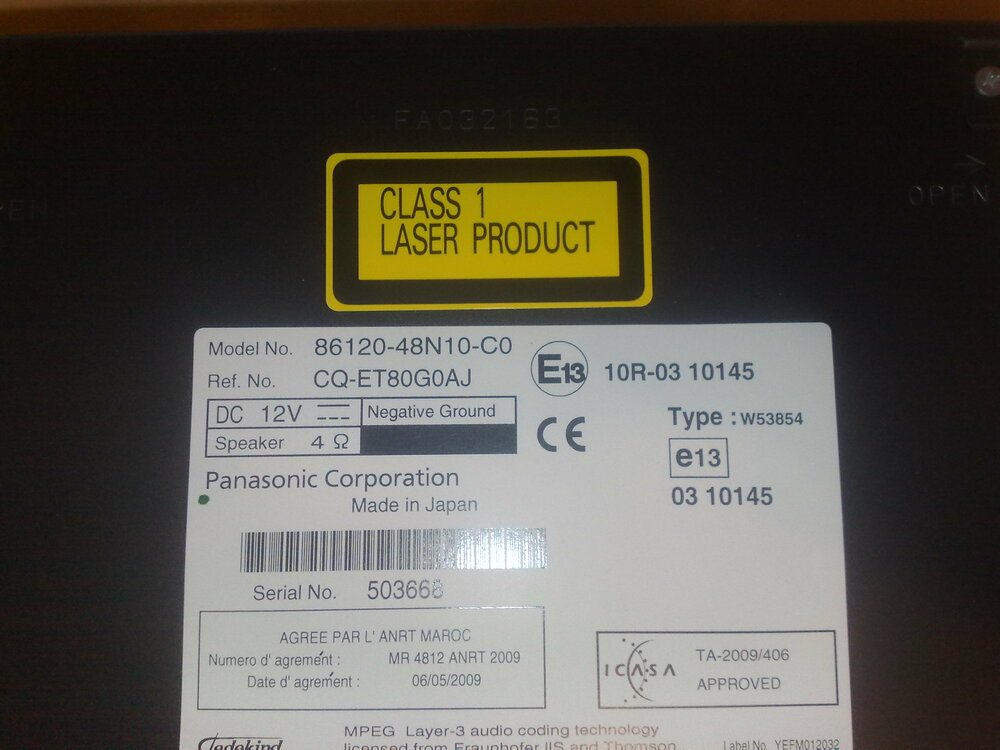 FA032163
OPEN
CLASS 1
LASER PRODUCT
Model No. 86120-48N10-C0
Ref. No. CQ-ET80G0AJ
DC 12V
Negative Ground
Speaker 4 Ω
E13
10R-03 10145
CE
Type : W53854
e13
03 10145
Panasonic Corporation
Made in Japan
Serial No. 503668
AGREE PAR L' ANRT MAROC
Numero d' agrément : MR 4812 ANRT 2009
Date d' agrément : 06/05/2009
ICASA
TA-2009/406
APPROVED
MPEG Layer-3 audio coding technology
licensed from Fraunhofer IIS and Thomson.
Label No. YEFM012032